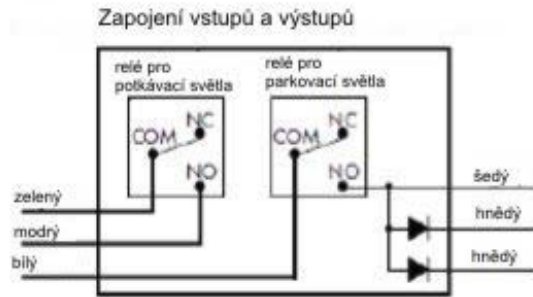 Zapojení vstupů a výstupů
relé pro
potkávací světla
relé pro
parkovací světla
NC
COM
NO
NC
COM
NO
zelený
modrý
bílý
šedý
hnědý
hnědý